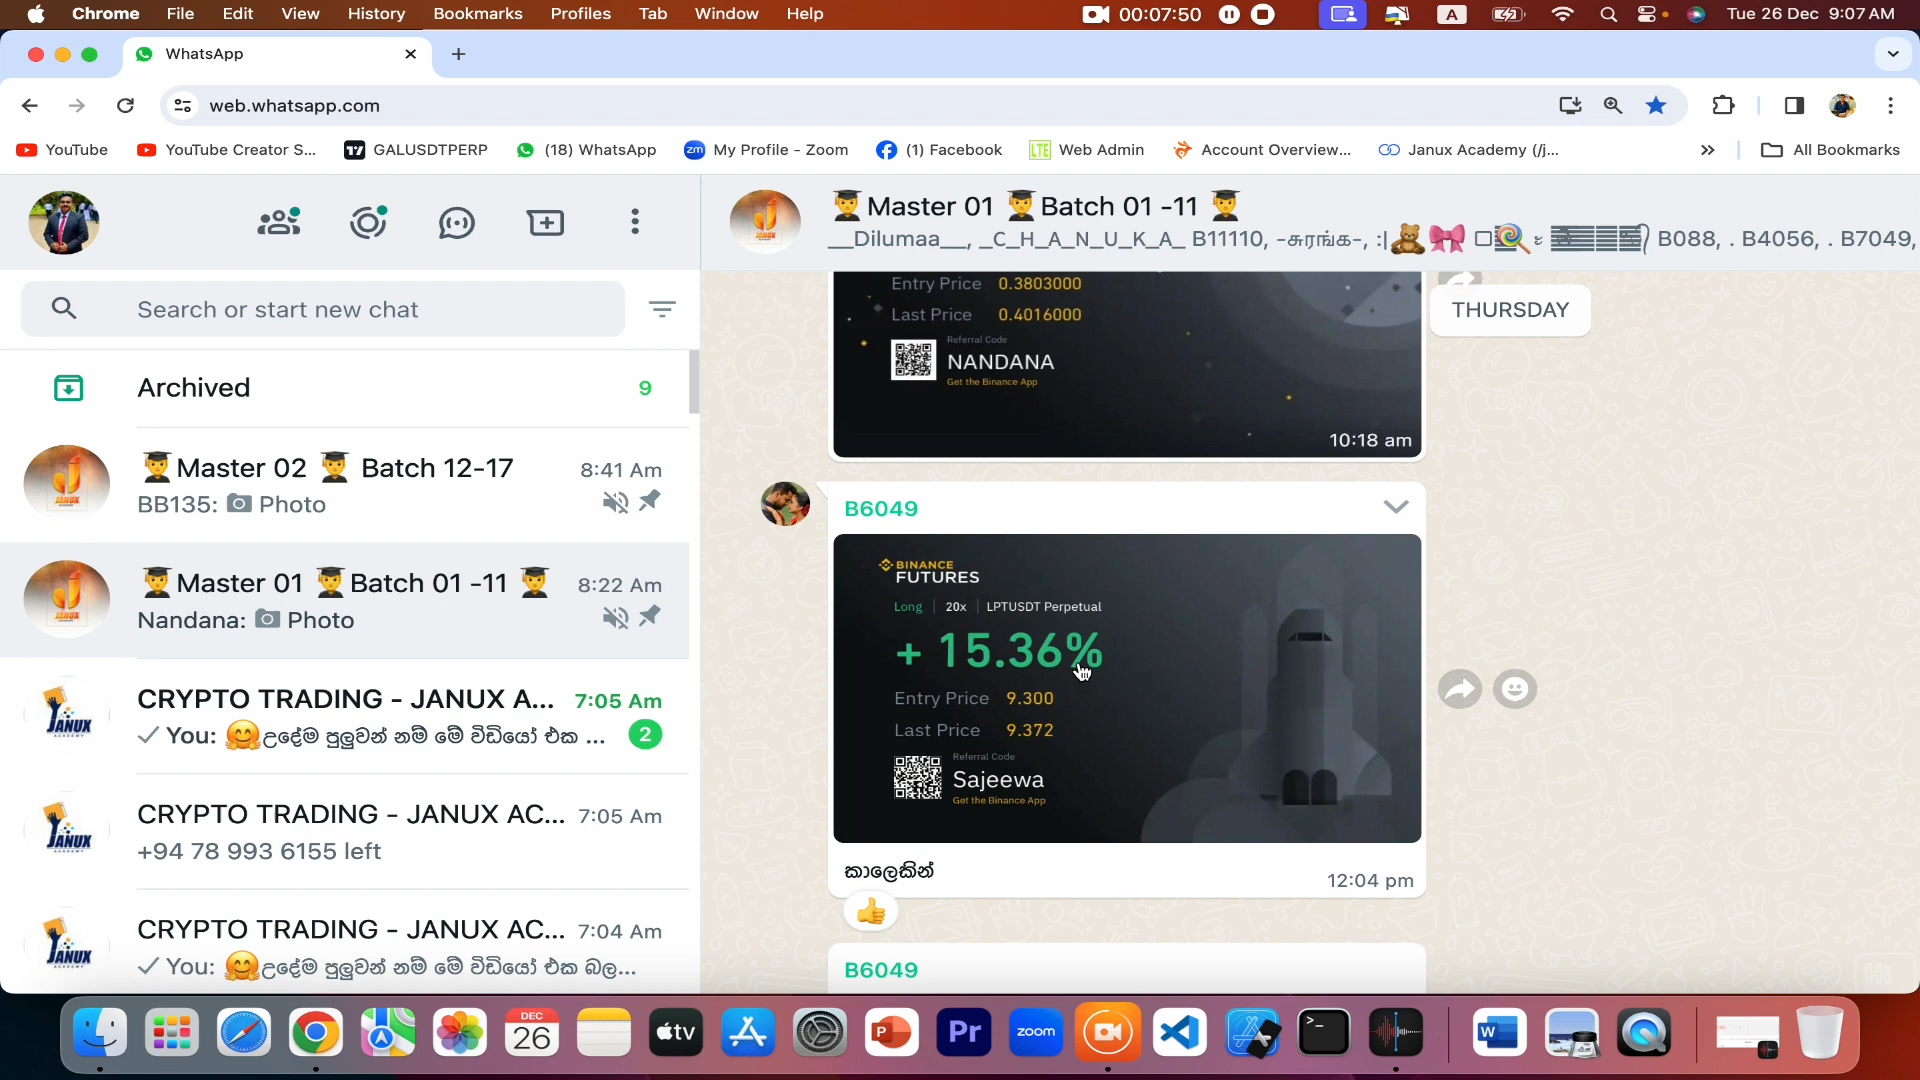 Chrome File Edit View History Bookmarks Profiles Tab Window Help 00:07:50 A Tue 26 Dec 9:07 AM
WhatsApp
web.whatsapp.com
YouTube YouTube Creator S... GALUSDTPERP (18) WhatsApp My Profile - Zoom (1) Facebook Web Admin Account Overview... Janux Academy (/j... All Bookmarks
Search or start new chat
Archived 9
👨‍🎓Master 02 👨‍🎓 Batch 12-17 8:41 Am
BB135: Photo
👨‍🎓Master 01 👨‍🎓Batch 01 -11 👨‍🎓 8:22 Am
Nandana: Photo
CRYPTO TRADING - JANUX A... 7:05 Am
You: 🤗උදේම පුලුවන් නම් මේ විඩියෝ එක ... 2
CRYPTO TRADING - JANUX AC... 7:05 Am
+94 78 993 6155 left
CRYPTO TRADING - JANUX AC... 7:04 Am
You: 🤗උදේම පුලුවන් නම් මේ විඩියෝ එක බල...
👨‍🎓Master 01 👨‍🎓Batch 01 -11 👨‍🎓
__Dilumaa__, _C_H_A_N_U_K_A_ B11110, -சுரங்க-, :|🧸🎀 B088, . B4056, . B7049,
THURSDAY
Entry Price 0.3803000
Last Price 0.4016000
Referral Code
NANDANA
Get the Binance App
10:18 am
B6049
BINANCE
FUTURES
Long 20x LPTUSDT Perpetual
+ 15.36%
Entry Price 9.300
Last Price 9.372
Referral Code
Sajeewa
Get the Binance App
කාලෙකින්
12:04 pm
👍
B6049
DEC
26
tv
P
Pr
zoom
W